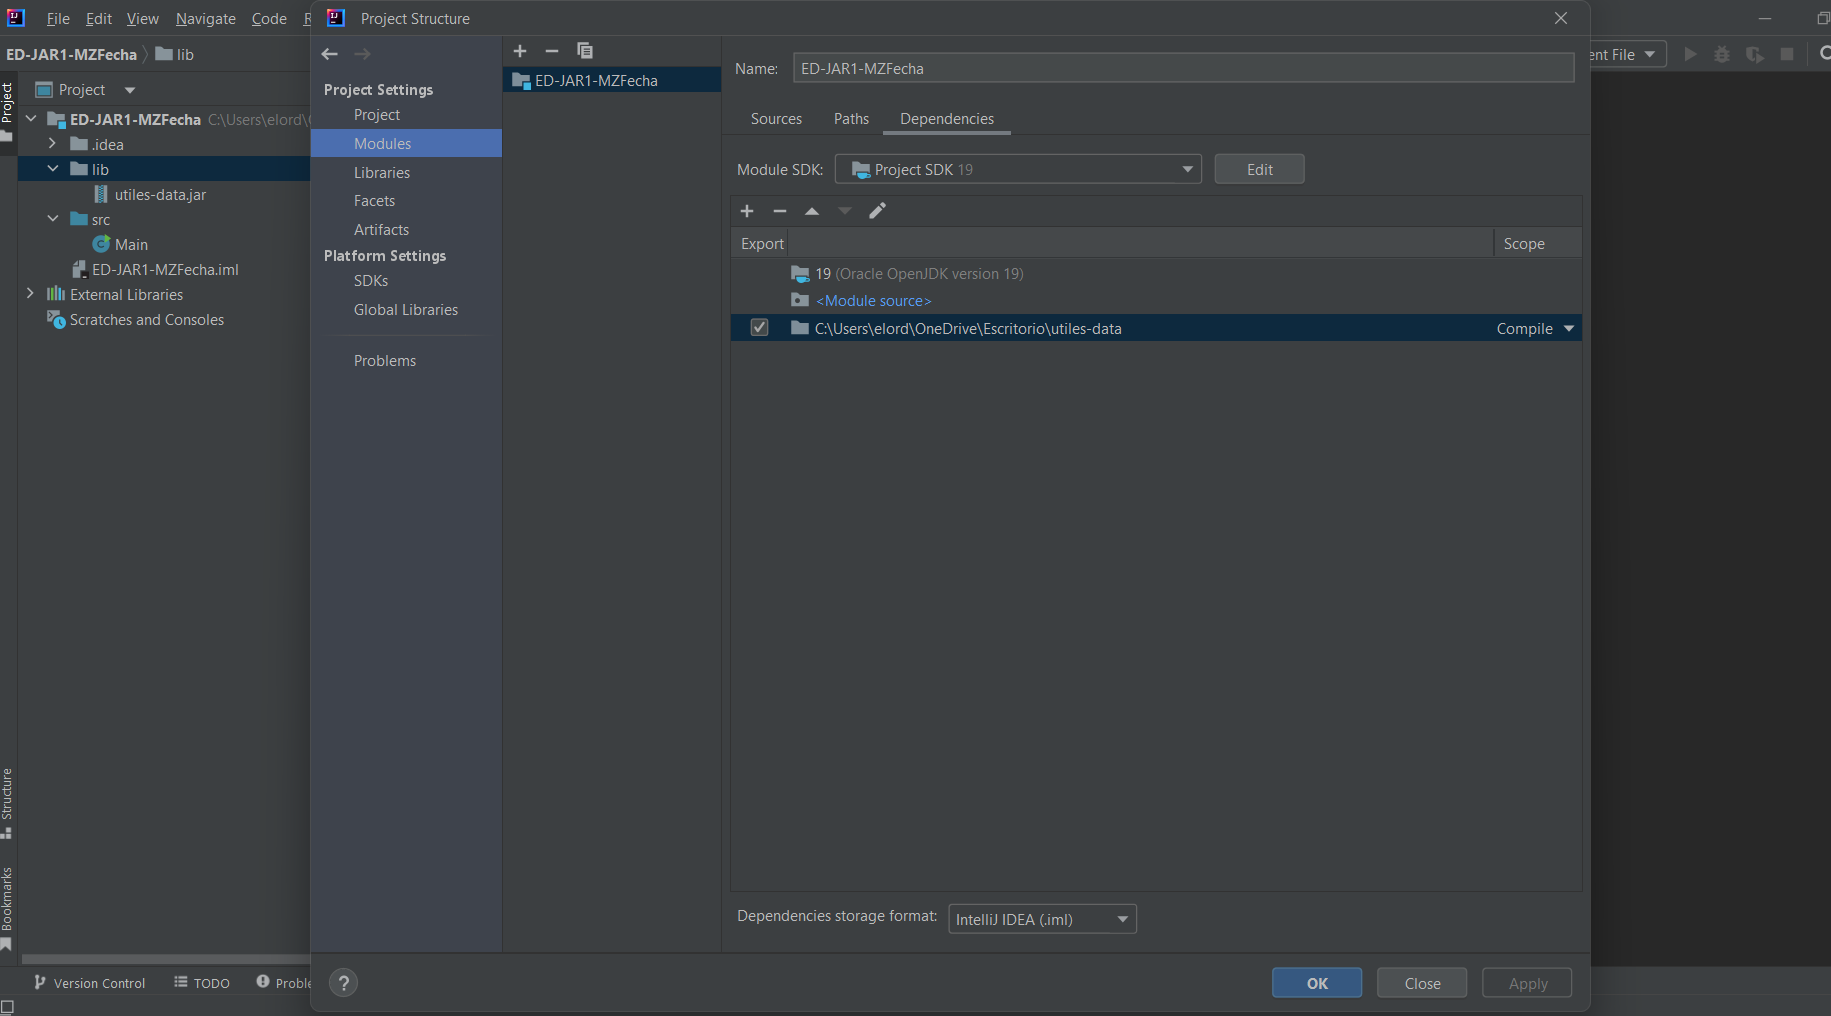 File Edit View Navigate Code R
Project Structure
ED-JAR1-MZFecha lib
ent File
Project
Project
ED-JAR1-MZFecha C:\Users\elord\
.idea
lib
utiles-data.jar
src
Main
ED-JAR1-MZFecha.iml
External Libraries
Scratches and Consoles
Structure
Bookmarks
Project Settings
Project
Modules
Libraries
Facets
Artifacts
Platform Settings
SDKs
Global Libraries
Problems
ED-JAR1-MZFecha
Name: ED-JAR1-MZFecha
Sources Paths Dependencies
Module SDK: Project SDK 19 Edit
Export Scope
19 (Oracle OpenJDK version 19)
<Module source>
C:\Users\elord\OneDrive\Escritorio\utiles-data Compile
Dependencies storage format: IntelliJ IDEA (.iml)
? OK Close Apply
Version Control TODO Proble